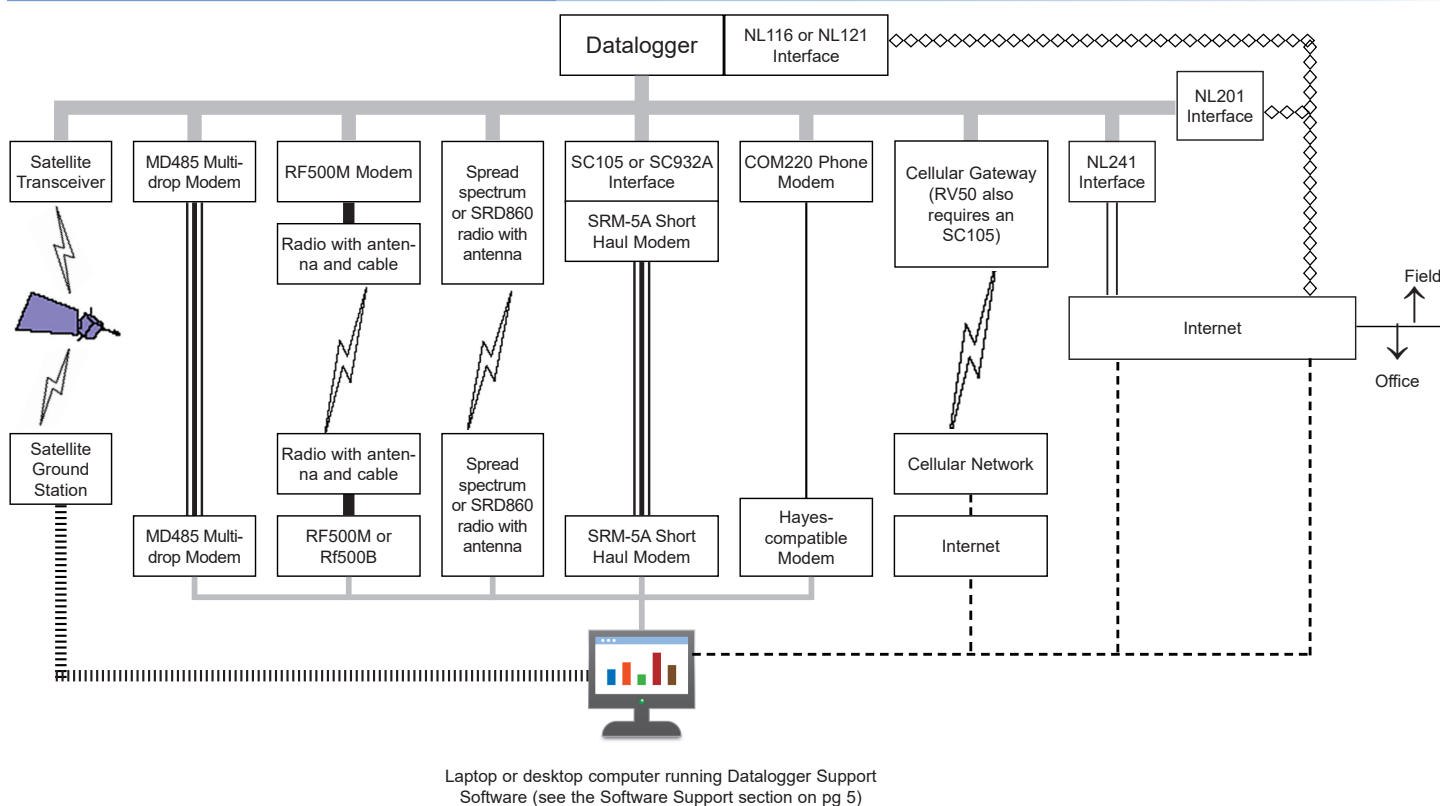 Datalogger
NL116 or NL121
Interface
NL201
Interface
Satellite
Transceiver
MD485 Multi-
drop Modem
RF500M Modem
Radio with anten-
na and cable
Spread
spectrum
or SRD860
radio with
antenna
SC105 or SC932A
Interface
SRM-5A Short
Haul Modem
COM220 Phone
Modem
Cellular Gateway
(RV50 also
requires an
SC105)
NL241
Interface
Internet
Field
Office
Satellite
Ground
Station
MD485 Multi-
drop Modem
Radio with anten-
na and cable
RF500M or
Rf500B
Spread
spectrum
or SRD860
radio with
antenna
SRM-5A Short
Haul Modem
Hayes-
compatible
Modem
Cellular Network
Internet
Laptop or desktop computer running Datalogger Support
Software (see the Software Support section on pg 5)